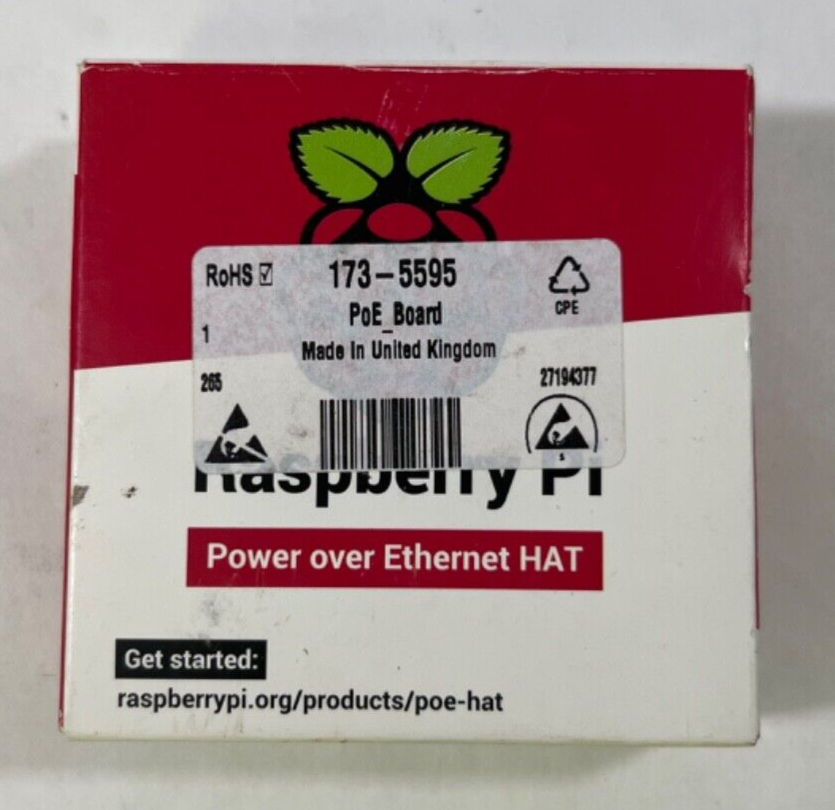 RoHS ☑ 173-5595
PoE_Board
CPE
1
Made In United Kingdom
265
27194377
s
Raspberry Pi
Power over Ethernet HAT
Get started:
raspberrypi.org/products/poe-hat